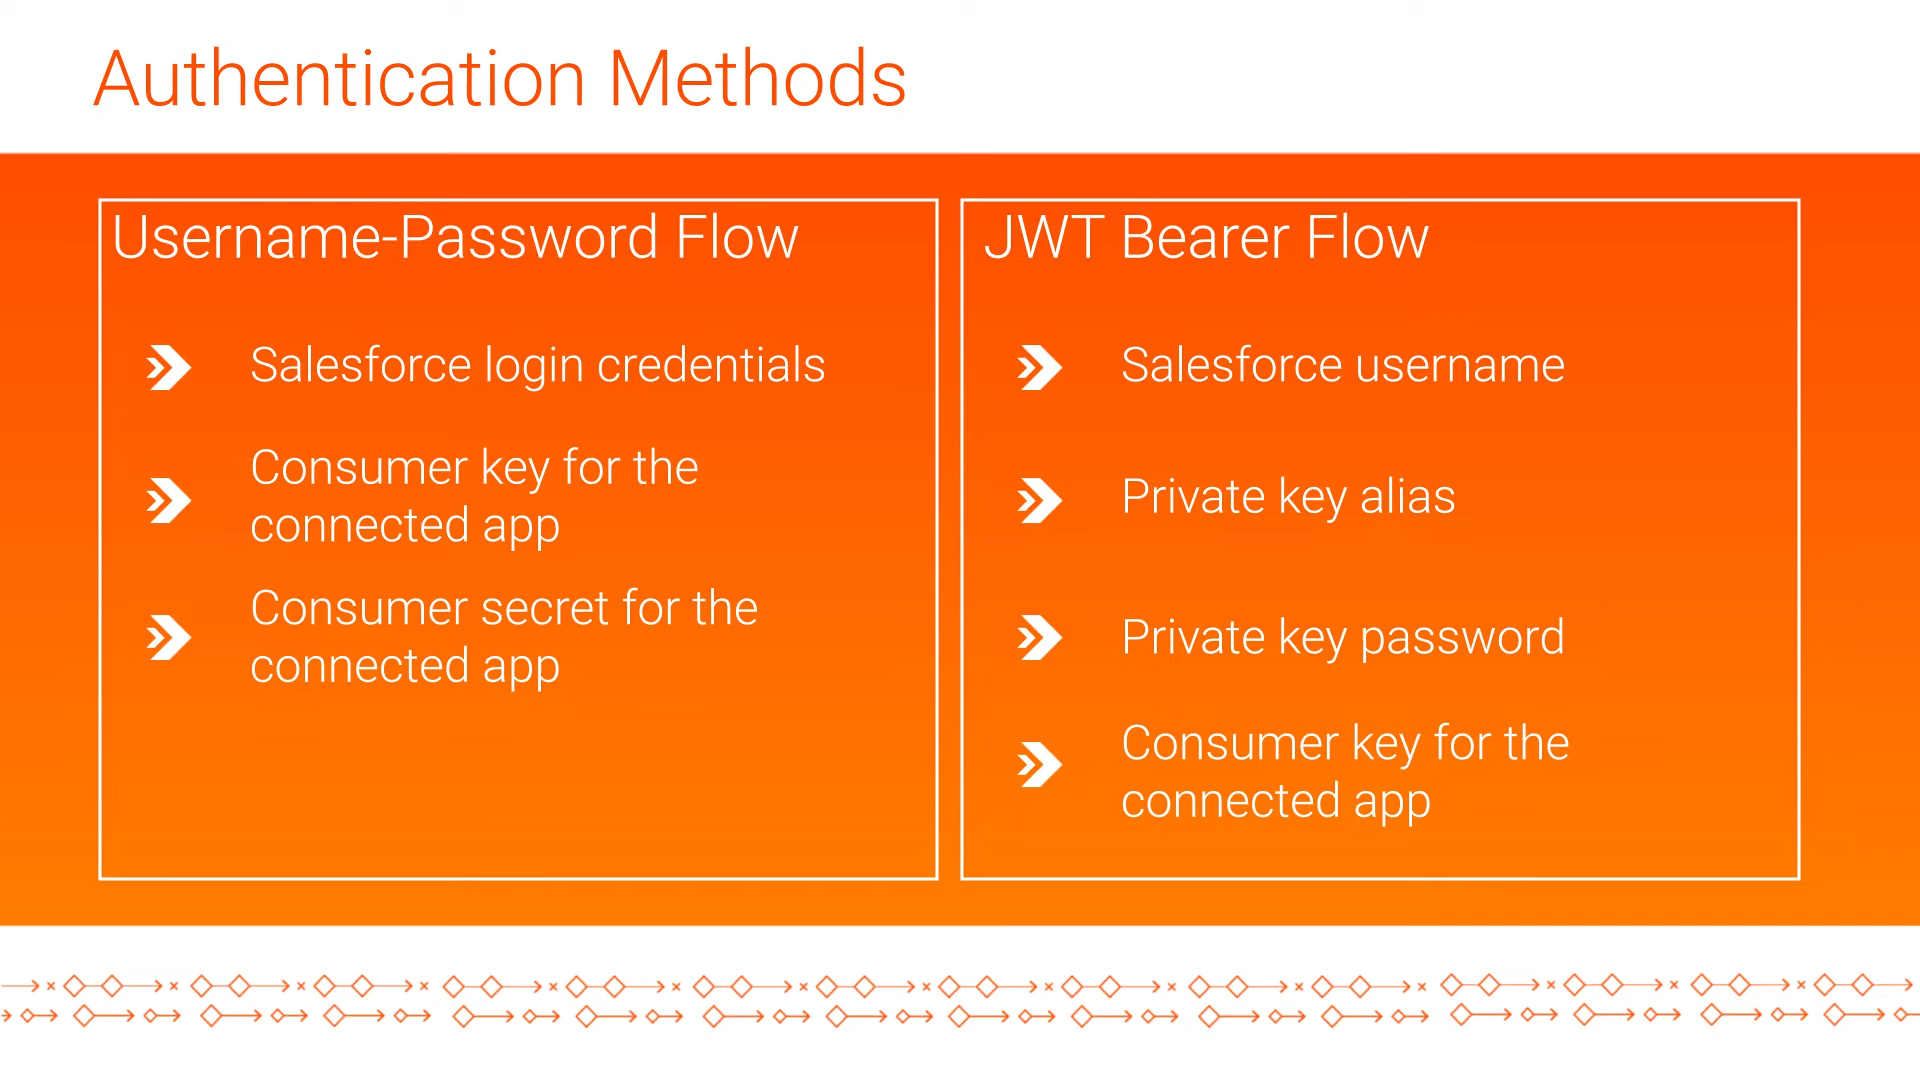 Authentication Methods
Username-Password Flow
Salesforce login credentials
Consumer key for the
connected app
Consumer secret for the
connected app
JWT Bearer Flow
Salesforce username
Private key alias
Private key password
Consumer key for the
connected app